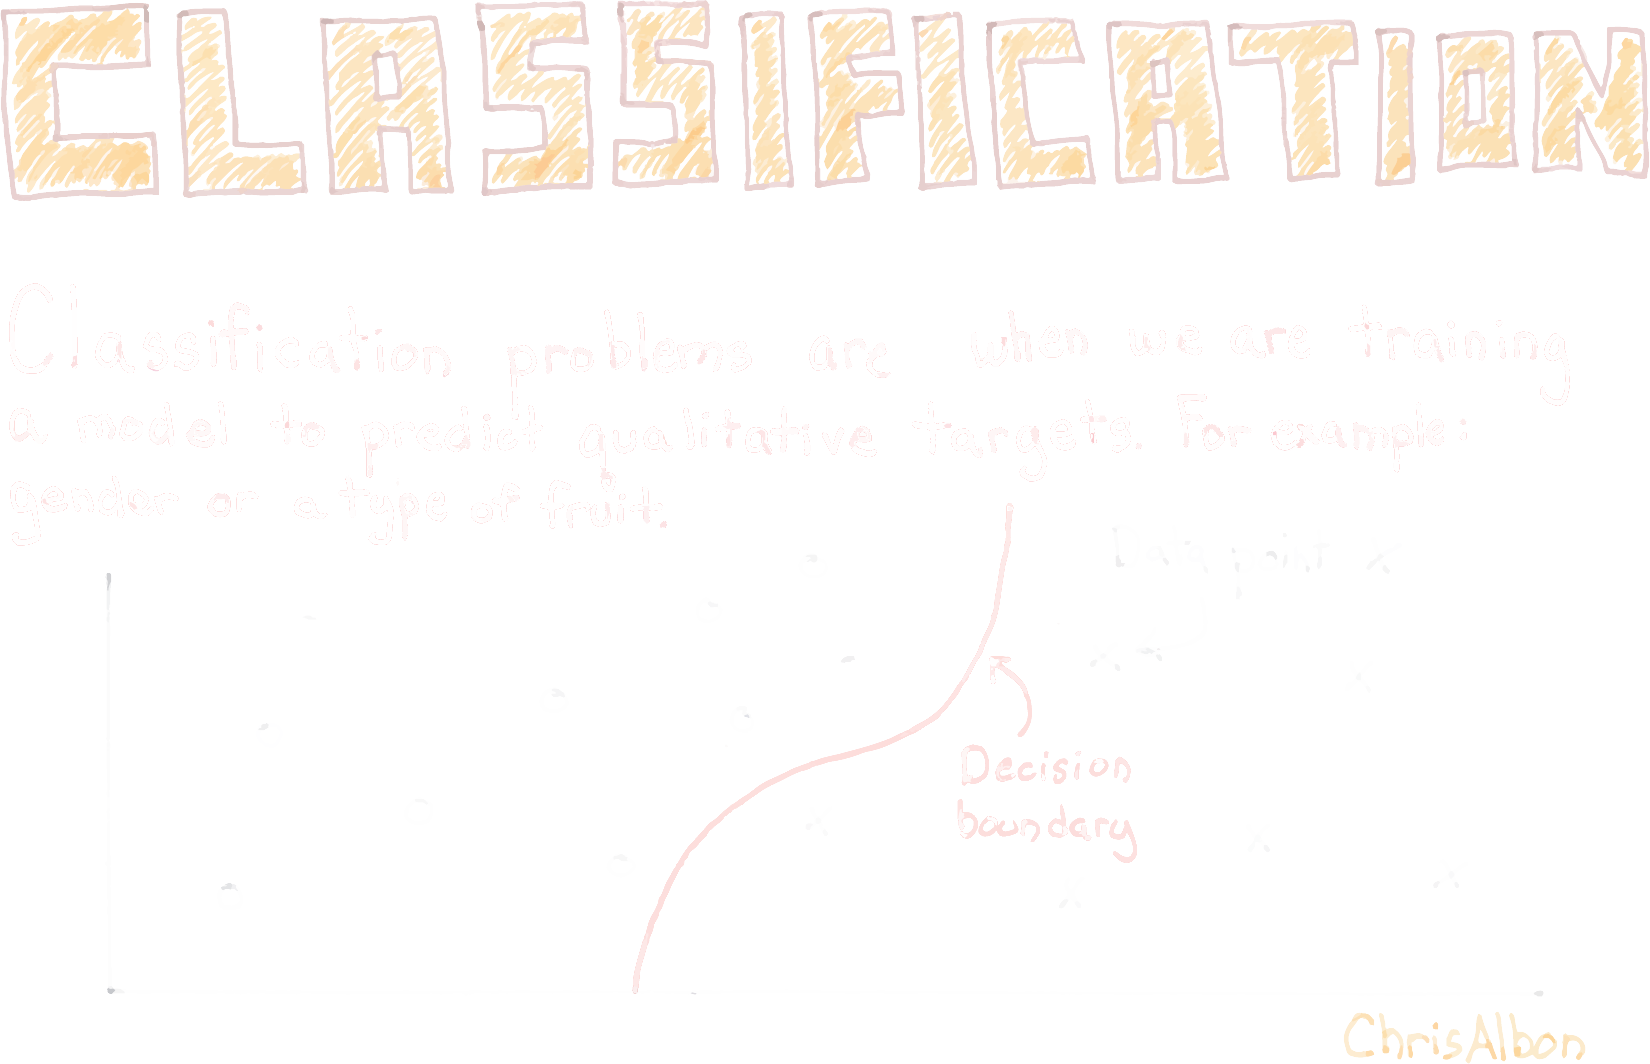 CLASSIFICATION
Classification problems are when we are training
a model to predict qualitative targets. For example:
gender or a type of fruit.
Data point
Decision
boundary
ChrisAlbon